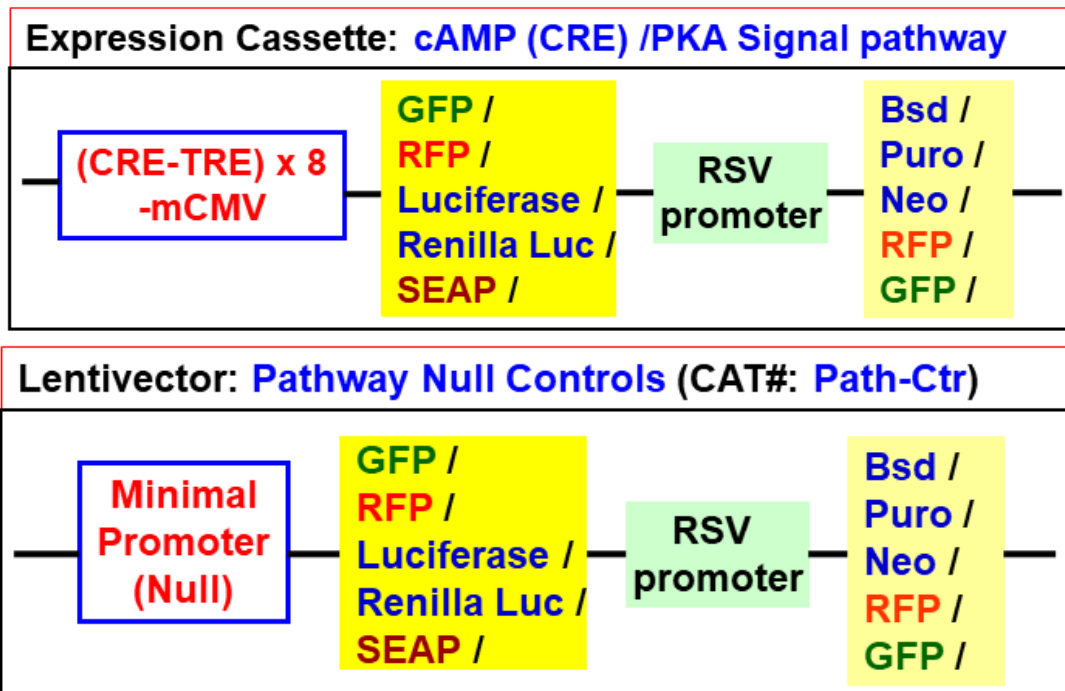 Expression Cassette: cAMP (CRE) /PKA Signal pathway
(CRE-TRE) x 8
-mCMV
GFP /
RFP /
Luciferase /
Renilla Luc /
SEAP /
RSV
promoter
Bsd /
Puro /
Neo /
RFP /
GFP /
Lentivector: Pathway Null Controls (CAT#: Path-Ctr)
Minimal
Promoter
(Null)
GFP /
RFP /
Luciferase /
Renilla Luc /
SEAP /
RSV
promoter
Bsd /
Puro /
Neo /
RFP /
GFP /